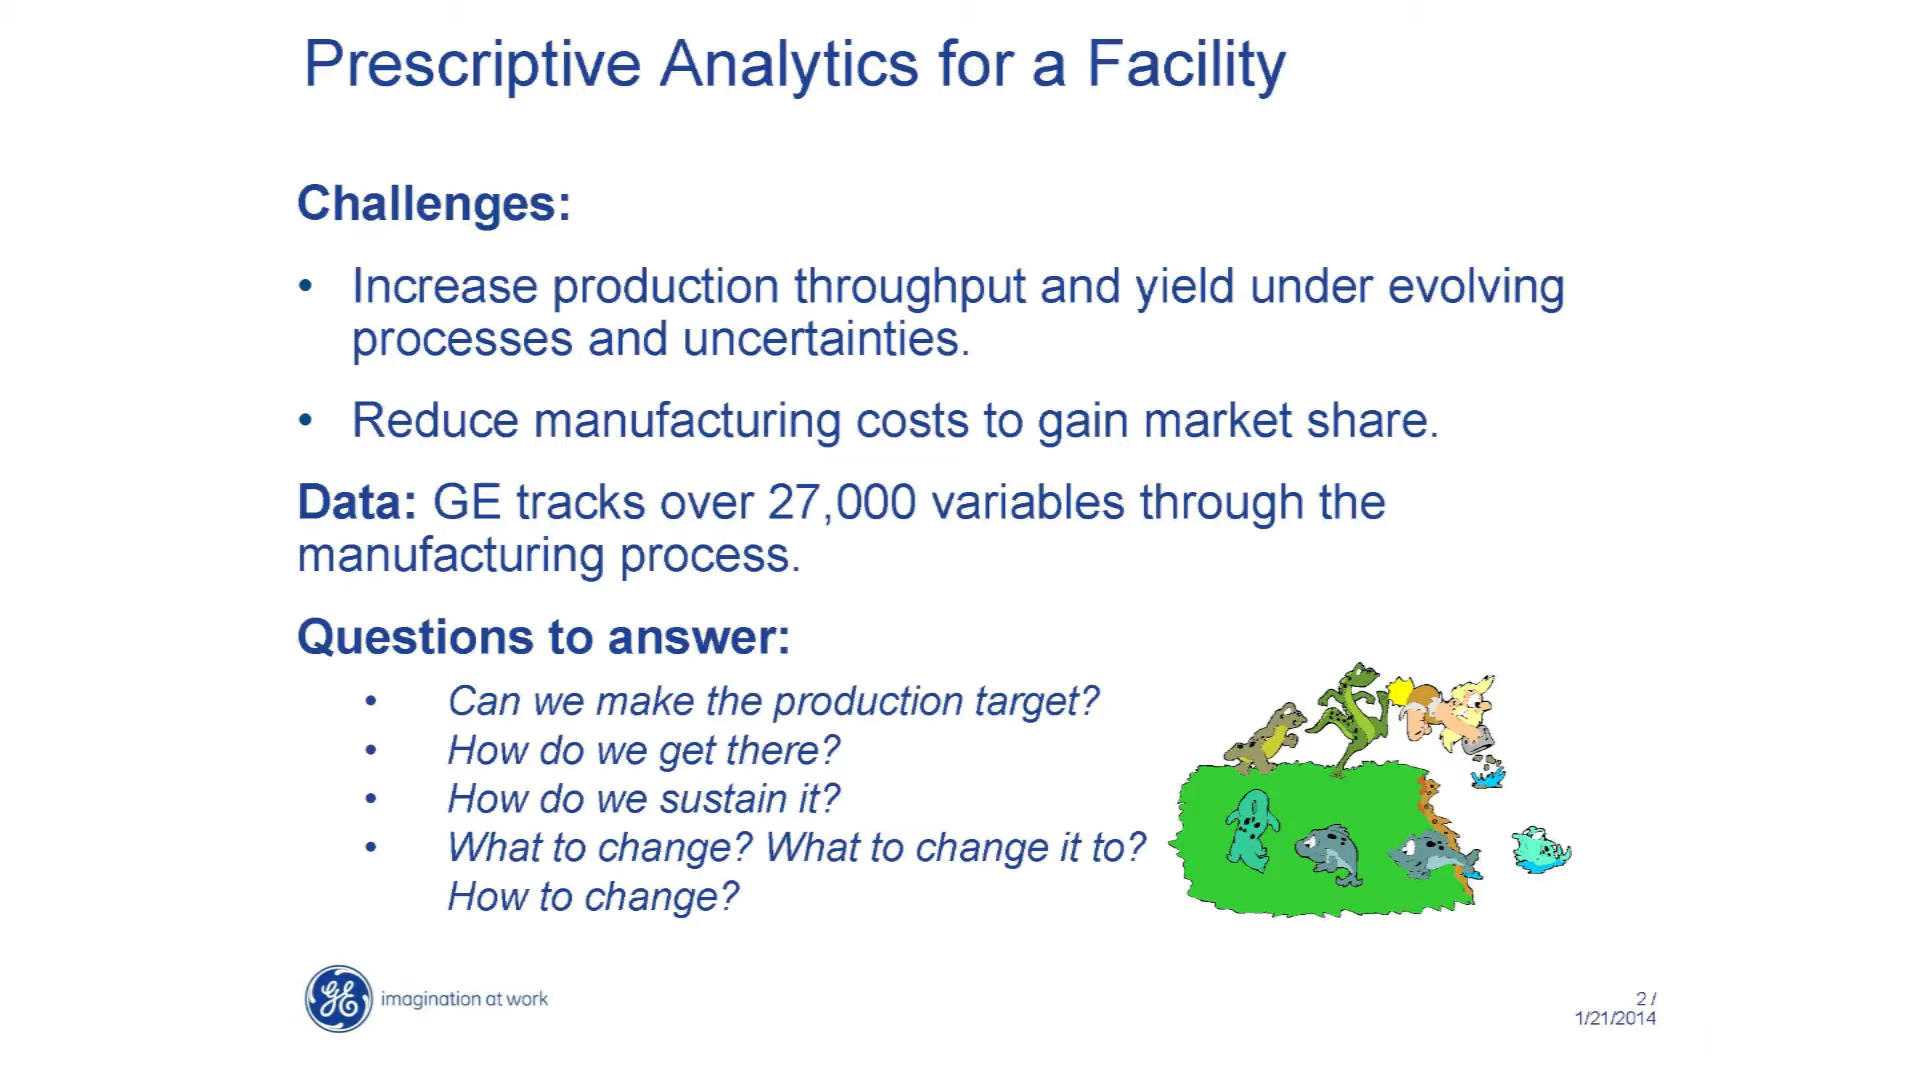 Prescriptive Analytics for a Facility
Challenges:
• Increase production throughput and yield under evolving
processes and uncertainties.
• Reduce manufacturing costs to gain market share.
Data: GE tracks over 27,000 variables through the
manufacturing process.
Questions to answer:
• Can we make the production target?
• How do we get there?
• How do we sustain it?
• What to change? What to change it to?
How to change?
GE imagination at work
2 /
1/21/2014